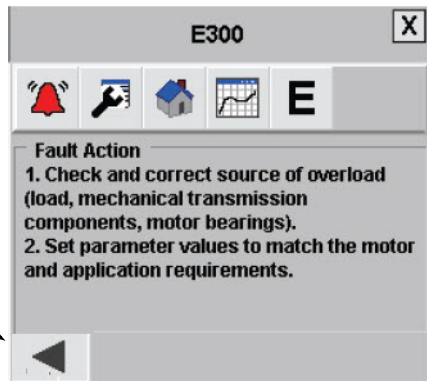 E300
X
E
Fault Action
1. Check and correct source of overload
(load, mechanical transmission
components, motor bearings).
2. Set parameter values to match the motor
and application requirements.